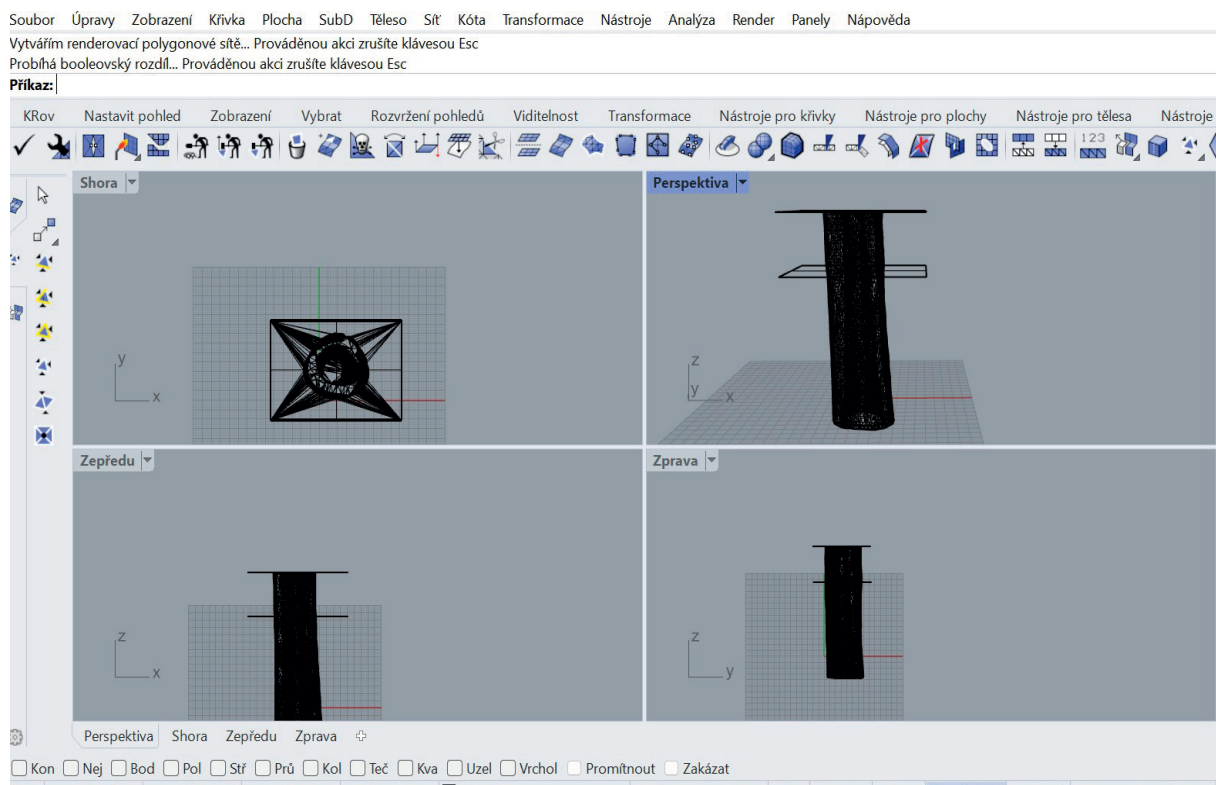 Soubor Úpravy Zobrazení Křivka Plocha SubD Těleso Síť Kóta Transformace Nástroje Analýza Render Panely Nápověda
Vytvářím renderovací polygonové sítě... Prováděnou akci zrušíte klávesou Esc
Probíhá booleovský rozdíl... Prováděnou akci zrušíte klávesou Esc
Příkaz:
KRov Nastavit pohled Zobrazení Vybrat Rozvržení pohledů Viditelnost Transformace Nástroje pro křivky Nástroje pro plochy Nástroje pro tělesa Nástroje
123
Shora Perspektiva
y x
z y x
Zepředu Zprava
z x
z y
Perspektiva Shora Zepředu Zprava
Kon Nej Bod Pol Stř Prů Kol Teč Kva Uzel Vrchol Promítnout Zakázat